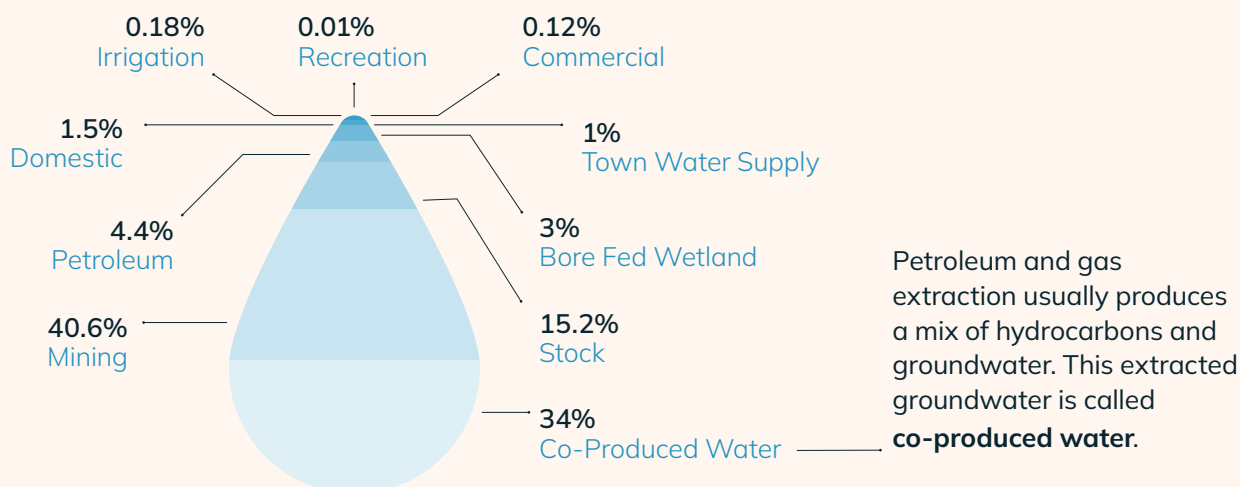 0.18%
Irrigation
0.01%
Recreation
0.12%
Commercial
1.5%
Domestic
1%
Town Water Supply
4.4%
Petroleum
3%
Bore Fed Wetland
40.6%
Mining
15.2%
Stock
34%
Co-Produced Water
Petroleum and gas
extraction usually produces
a mix of hydrocarbons and
groundwater. This extracted
groundwater is called
co-produced water.